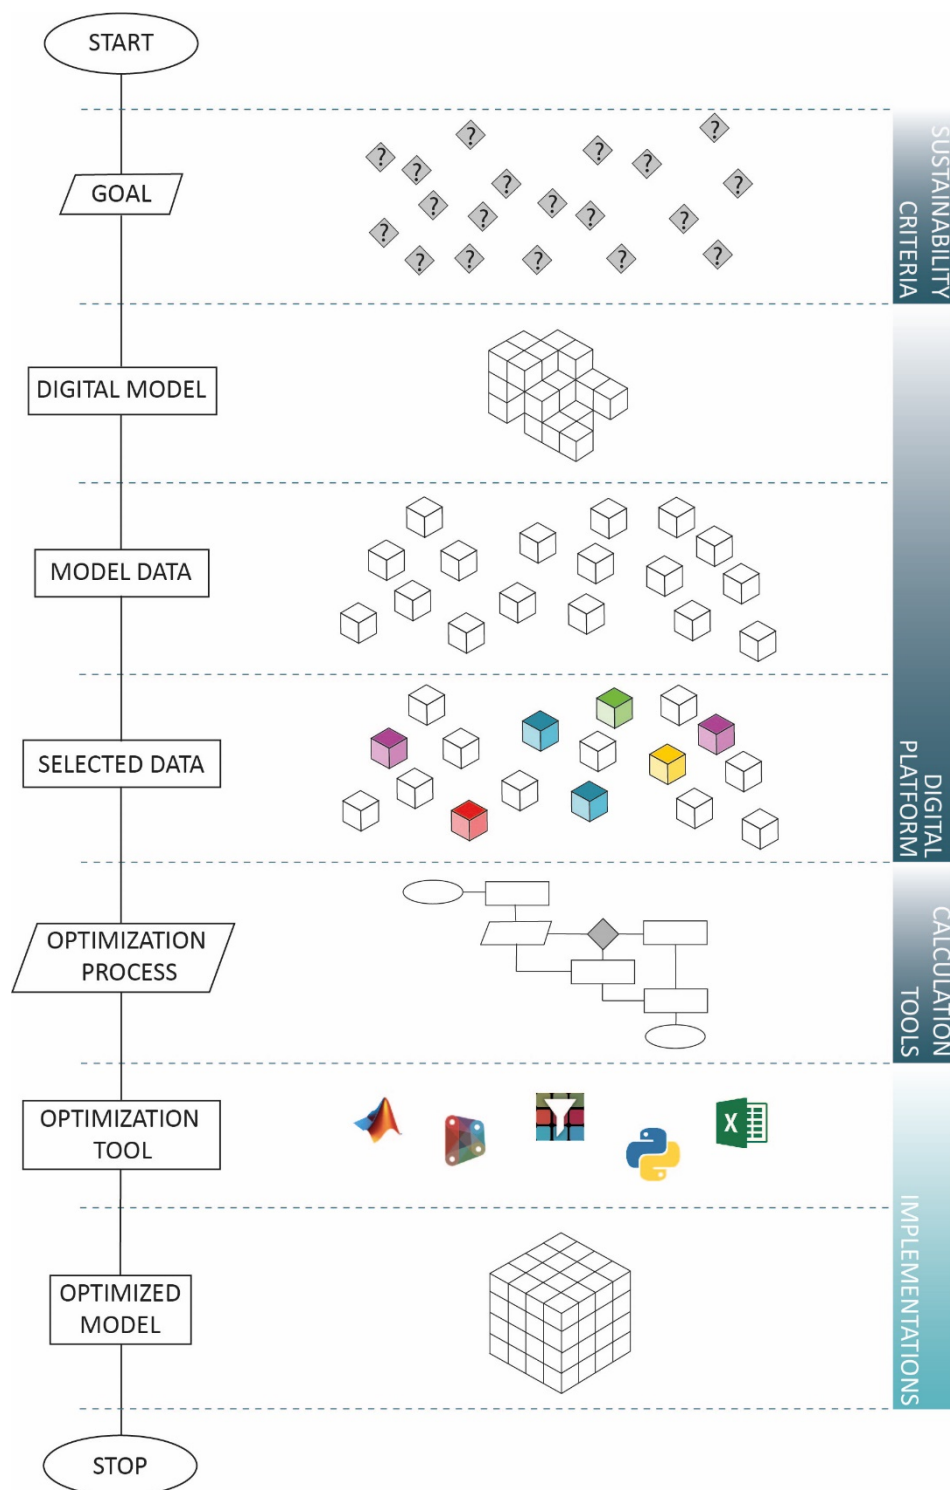 START
GOAL
? ? ? ? ? ? ? ? ? ? ? ? ? ? ? ? ? ? ?
SUSTAINABILITY
CRITERIA
DIGITAL MODEL
MODEL DATA
SELECTED DATA
DIGITAL
PLATFORM
OPTIMIZATION
PROCESS
CALCULATION
TOOLS
OPTIMIZATION
TOOL
X
OPTIMIZED
MODEL
IMPLEMENTATIONS
STOP